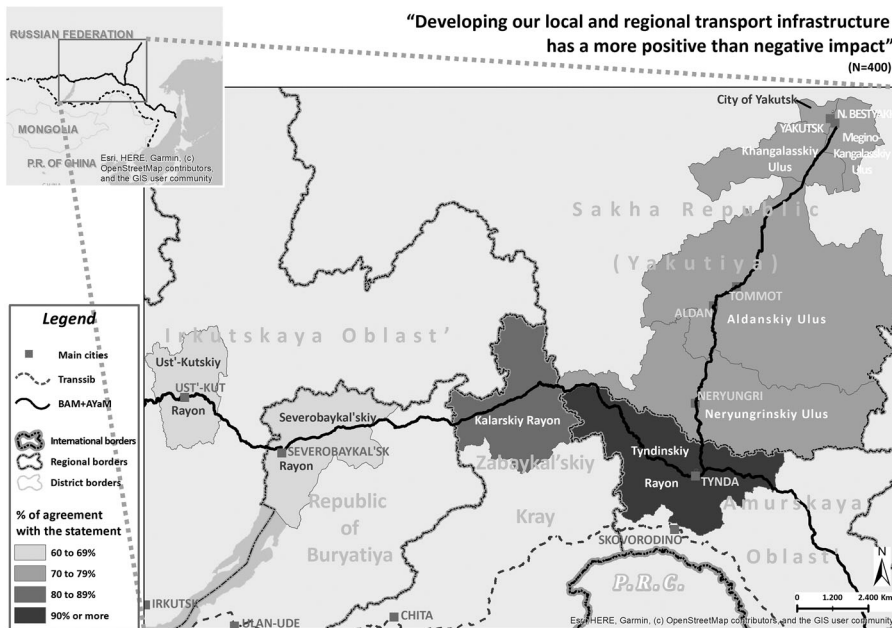 “Developing our local and regional transport infrastructure
has a more positive than negative impact”
(N=400)
RUSSIAN FEDERATION
MONGOLIA
P.R. OF CHINA
Esri, HERE, Garmin, (c)
OpenStreetMap contributors,
and the GIS user community
City of Yakutsk
N. BESTYAKH
YAKUTSK
Megino-
Kangalasskiy
Ulus
Khangalasskiy
Ulus
Sakha Republic
(Yakutiya)
TOMMOT
ALDAN
Aldanskiy Ulus
Irkutskaya Oblast’
Ust'-Kutskiy
UST'-KUT
Rayon
Severobaykal'skiy
SEVEROBAYKAL'SK
Rayon
Kalarskiy Rayon
NERYUNGRI
Neryungrinskiy Ulus
Tyndinskiy
Rayon
TYNDA
Zabaykal’skiy
Kray
Republic
of
Buryatiya
Amurskaya
Oblast
SKOVORODINO
P.R.C.
IRKUTSK
ULAN-UDE
CHITA
Legend
Main cities
Transsib
BAM+AYaM
International borders
Regional borders
District borders
% of agreement
with the statement
60 to 69%
70 to 79%
80 to 89%
90% or more
N
0 1.200 2.400 Km
Esri, HERE, Garmin, (c) OpenStreetMap contributors, and the GIS user community